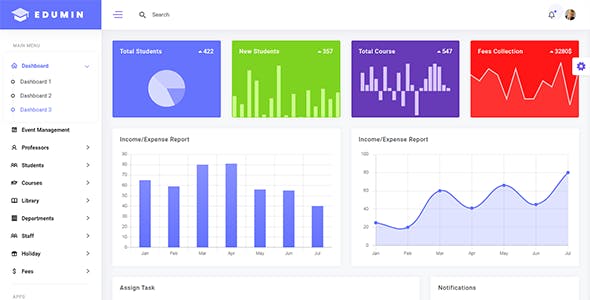 EDUMIN
Search
MAIN MENU
Dashboard
Dashboard 1
Dashboard 2
Dashboard 3
Event Management
Professors
Students
Courses
Library
Departments
Staff
Holiday
Fees
APPS
Total Students 422
New Students 357
Total Course 547
Fees Collection 3280$
Income/Expense Report
90
80
70
60
50
40
30
20
10
0
Jan Feb Mar Apr May Jun Jul
Income/Expense Report
100
80
60
40
20
0
Jan Feb Mar Apr May Jun Jul
Assign Task
Notifications